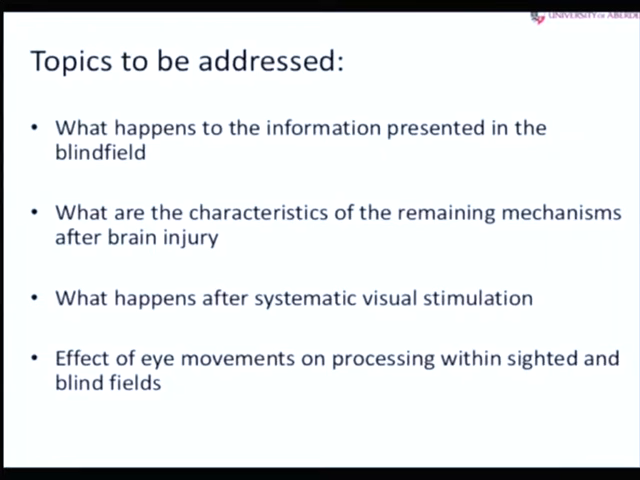 UNIVERSITY OF ABERDE
Topics to be addressed:
• What happens to the information presented in the
blindfield
• What are the characteristics of the remaining mechanisms
after brain injury
• What happens after systematic visual stimulation
• Effect of eye movements on processing within sighted and
blind fields